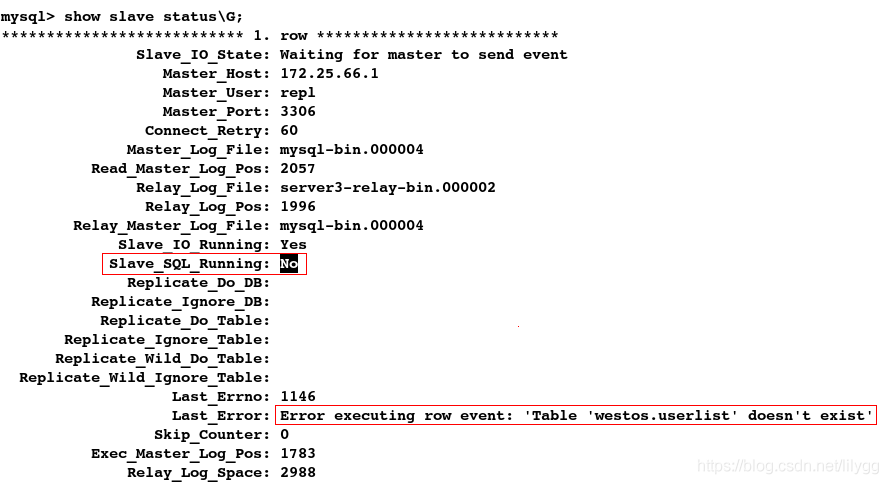 mysql> show slave status\G;
*************************** 1. row ***************************
Slave_IO_State: Waiting for master to send event
Master_Host: 172.25.66.1
Master_User: repl
Master_Port: 3306
Connect_Retry: 60
Master_Log_File: mysql-bin.000004
Read_Master_Log_Pos: 2057
Relay_Log_File: server3-relay-bin.000002
Relay_Log_Pos: 1996
Relay_Master_Log_File: mysql-bin.000004
Slave_IO_Running: Yes
Slave_SQL_Running: No
Replicate_Do_DB:
Replicate_Ignore_DB:
Replicate_Do_Table:
Replicate_Ignore_Table:
Replicate_Wild_Do_Table:
Replicate_Wild_Ignore_Table:
Last_Errno: 1146
Last_Error: Error executing row event: 'Table 'westos.userlist' doesn't exist'
Skip_Counter: 0
Exec_Master_Log_Pos: 1783
Relay_Log_Space: 2988
https://blog.csdn.net/lilygg